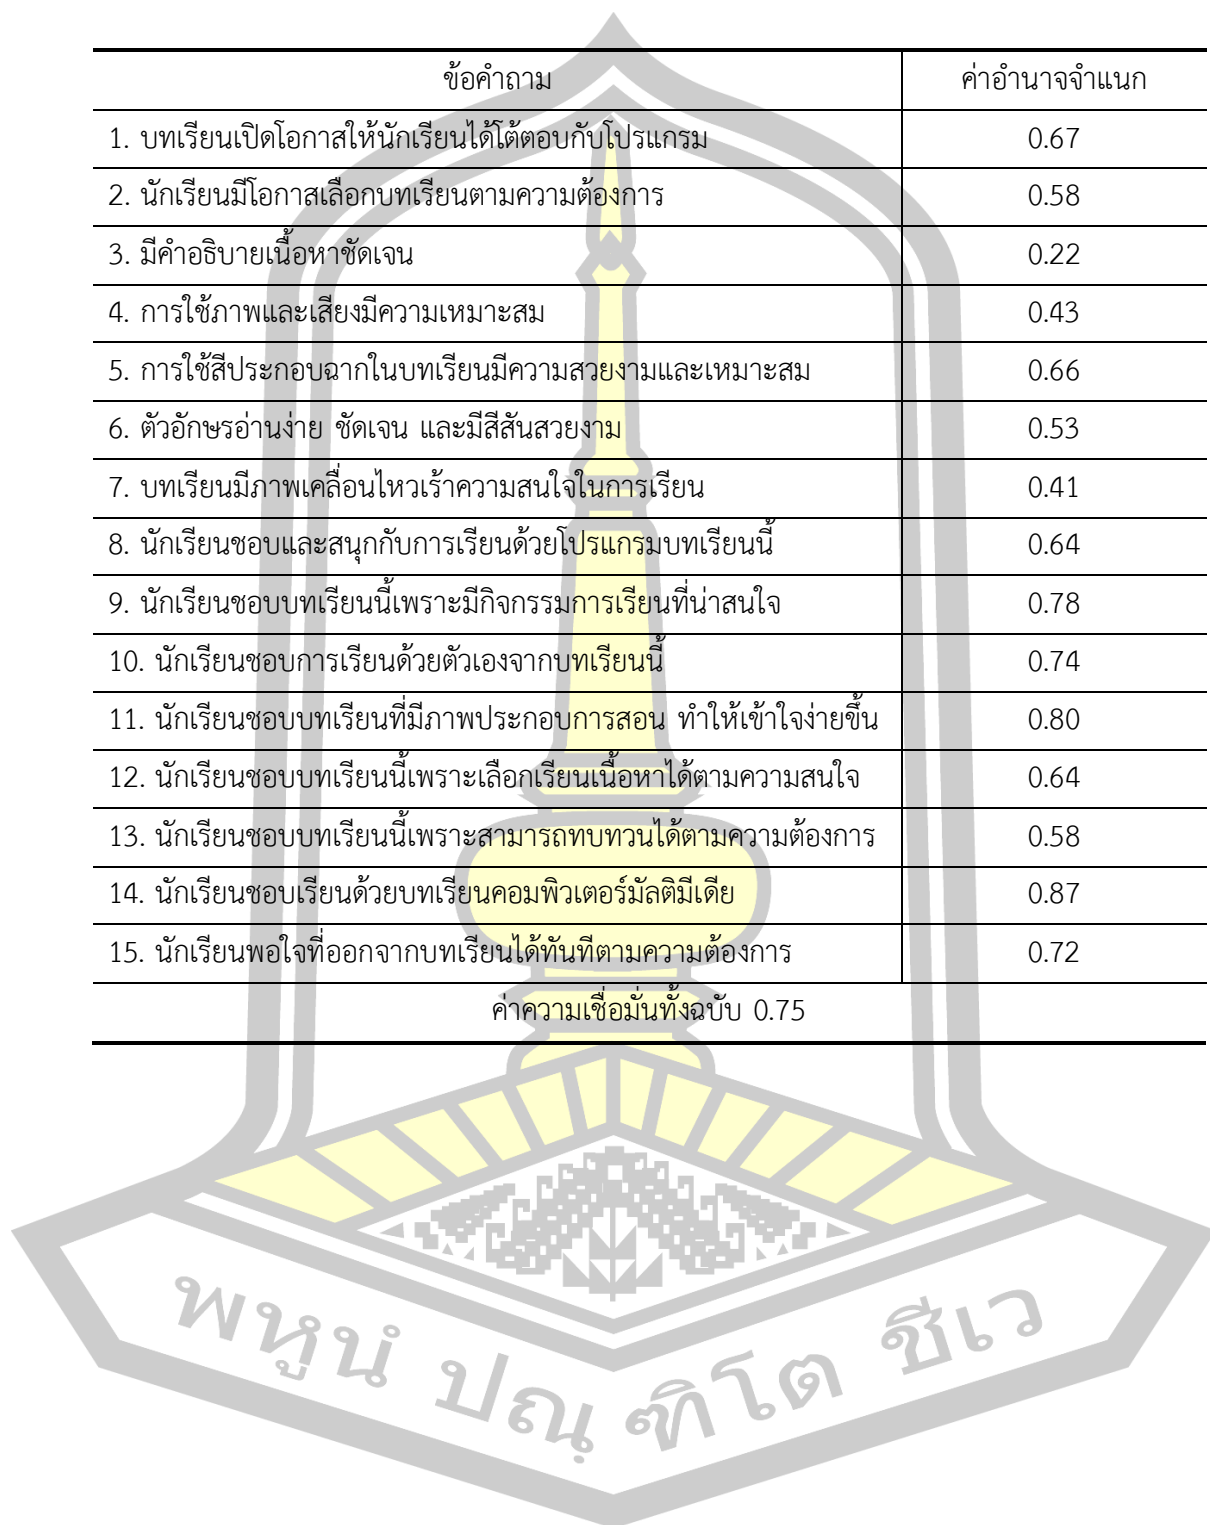 ข้อคำถาม ค่าอำนาจจำแนก
1. บทเรียนเปิดโอกาสให้นักเรียนได้โต้ตอบกับโปรแกรม 0.67
2. นักเรียนมีโอกาสเลือกบทเรียนตามความต้องการ 0.58
3. มีคำอธิบายเนื้อหาชัดเจน 0.22
4. การใช้ภาพและเสียงมีความเหมาะสม 0.43
5. การใช้สีประกอบฉากในบทเรียนมีความสวยงามและเหมาะสม 0.66
6. ตัวอักษรอ่านง่าย ชัดเจน และมีสีสันสวยงาม 0.53
7. บทเรียนมีภาพเคลื่อนไหวเร้าความสนใจในการเรียน 0.41
8. นักเรียนชอบและสนุกกับการเรียนด้วยโปรแกรมบทเรียนนี้ 0.64
9. นักเรียนชอบบทเรียนนี้เพราะมีกิจกรรมการเรียนที่น่าสนใจ 0.78
10. นักเรียนชอบการเรียนด้วยตัวเองจากบทเรียนนี้ 0.74
11. นักเรียนชอบบทเรียนที่มีภาพประกอบการสอน ทำให้เข้าใจง่ายขึ้น 0.80
12. นักเรียนชอบบทเรียนนี้เพราะเลือกเรียนเนื้อหาได้ตามความสนใจ 0.64
13. นักเรียนชอบบทเรียนนี้เพราะสามารถทบทวนได้ตามความต้องการ 0.58
14. นักเรียนชอบเรียนด้วยบทเรียนคอมพิวเตอร์มัลติมีเดีย 0.87
15. นักเรียนพอใจที่ออกจากบทเรียนได้ทันทีตามความต้องการ 0.72
ค่าความเชื่อมั่นทั้งฉบับ 0.75
พหูนํ ปณฺฑิโต ชีเว